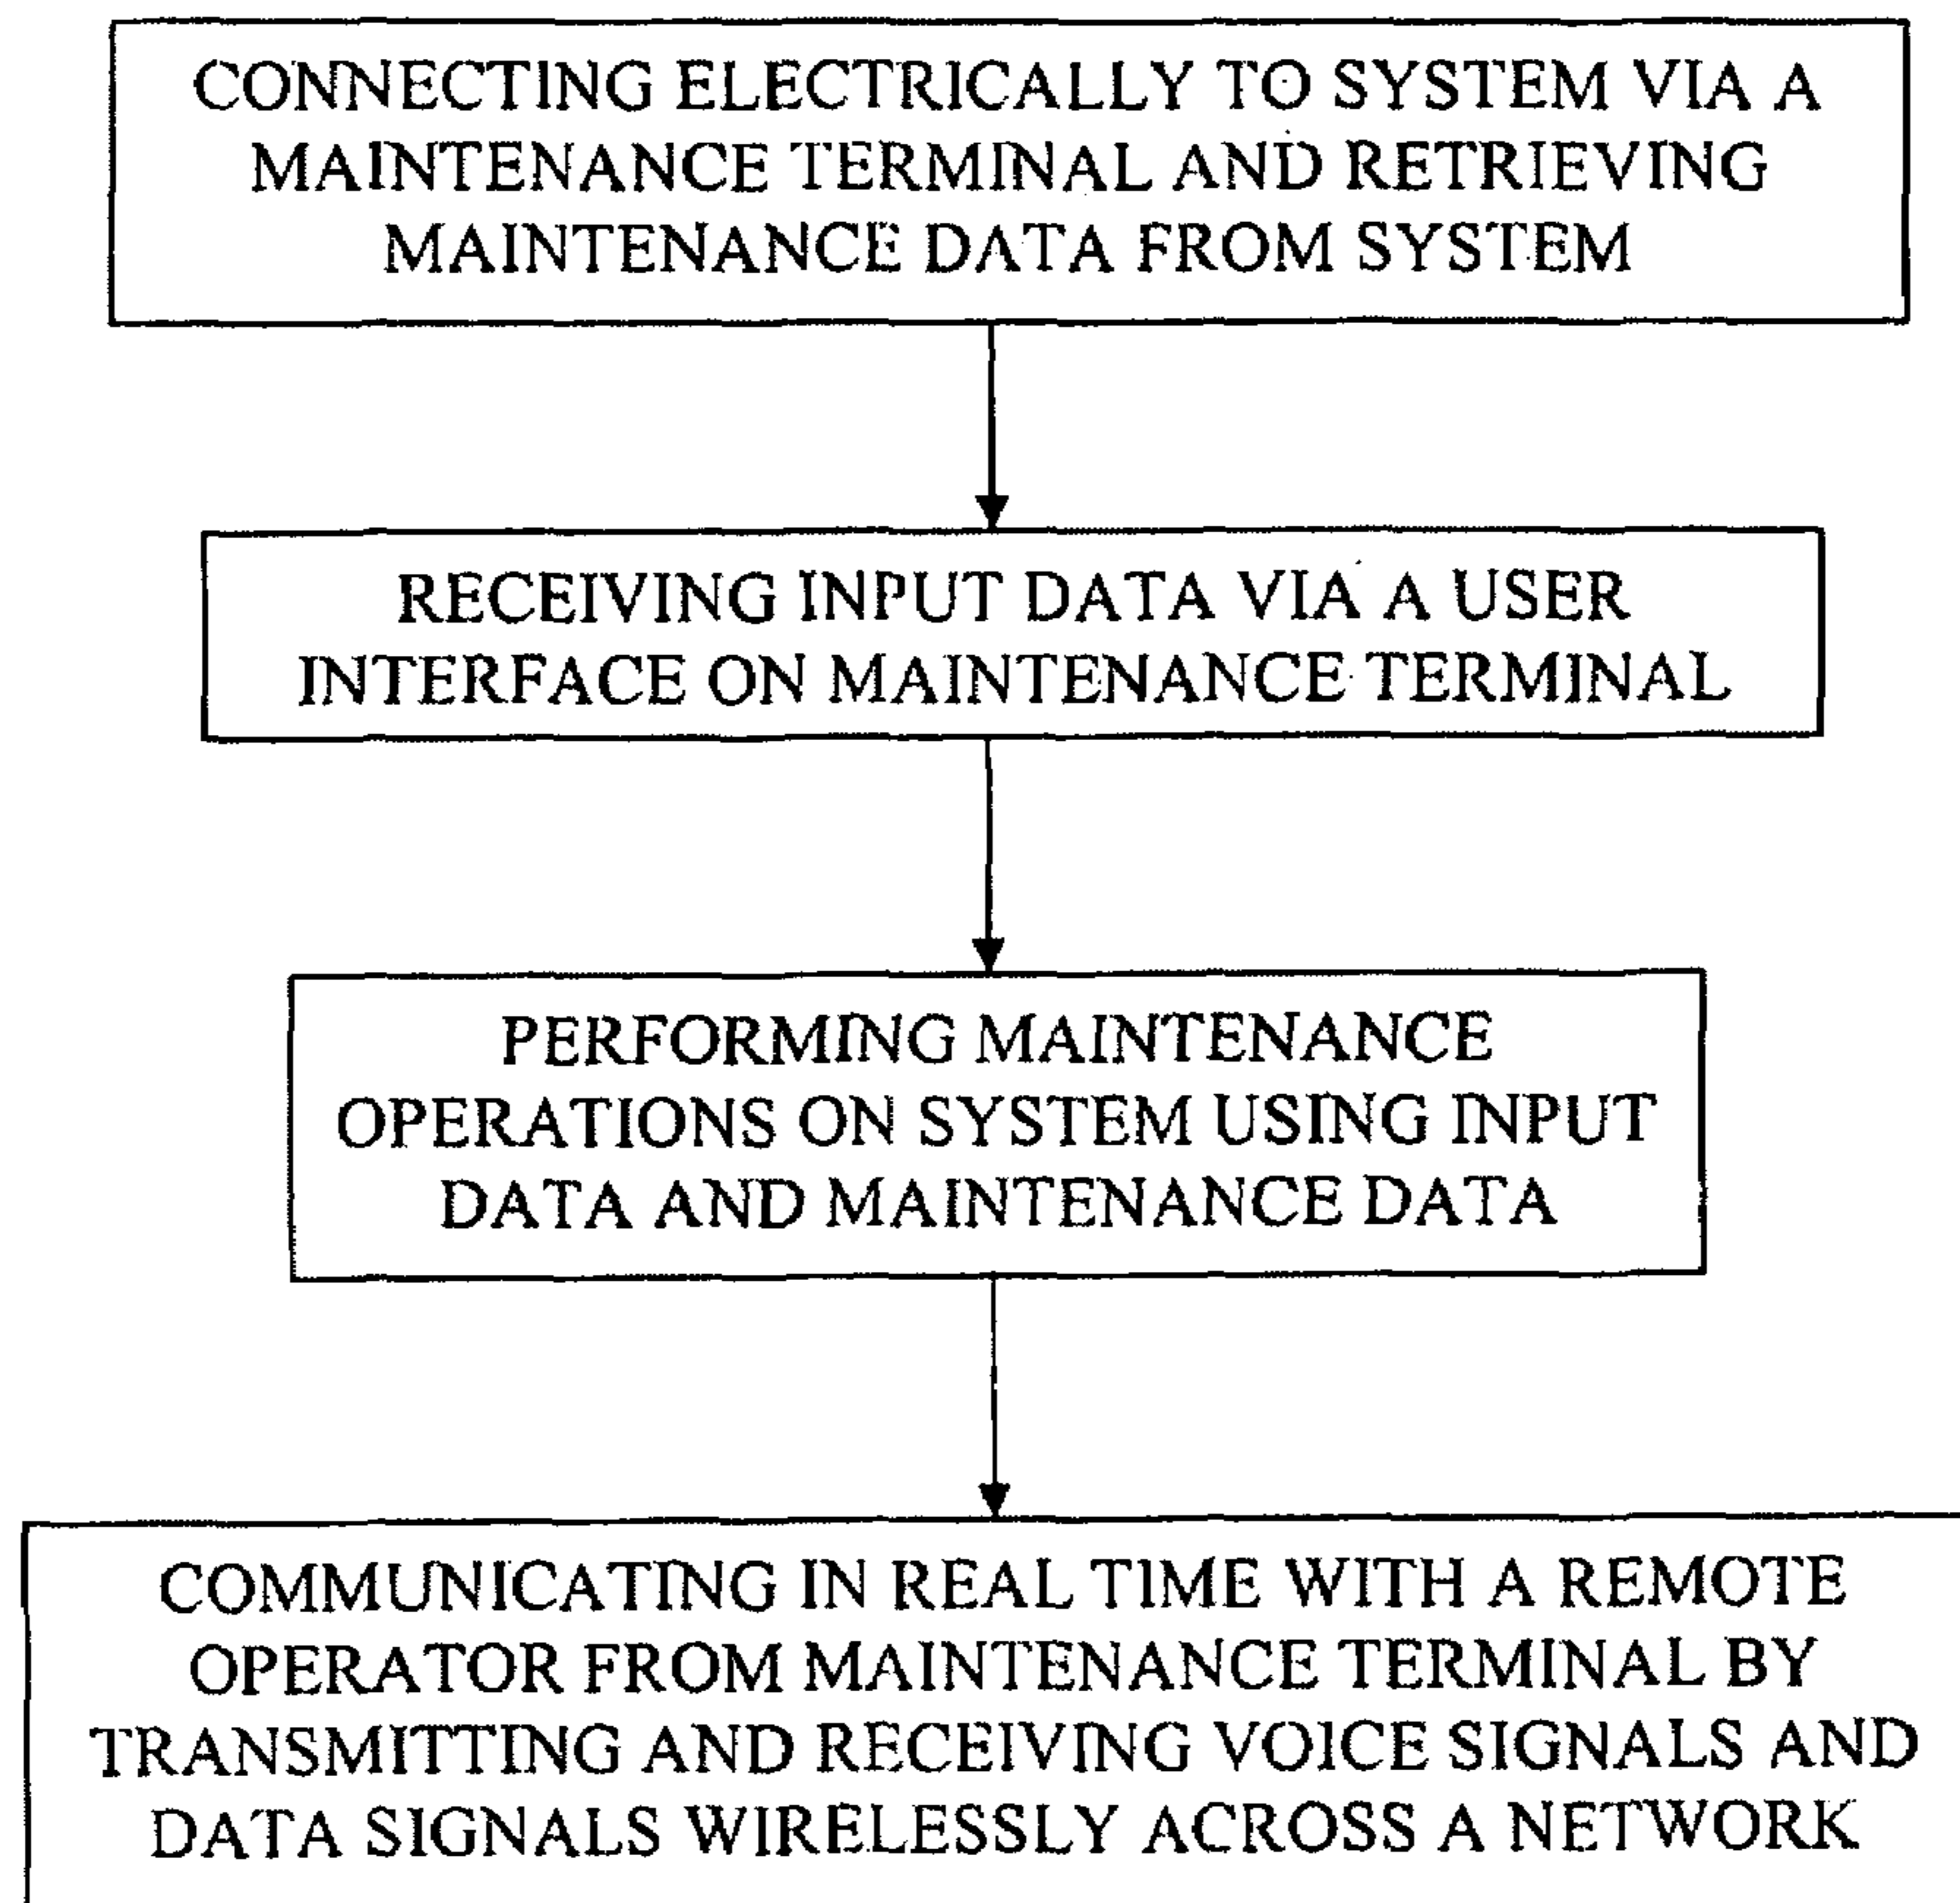 CONNECTING ELECTRICALLY TO SYSTEM VIA A
MAINTENANCE TERMINAL AND RETRIEVING
MAINTENANCE DATA FROM SYSTEM
RECEIVING INPUT DATA VIA A USER
INTERFACE ON MAINTENANCE TERMINAL
PERFORMING MAINTENANCE
OPERATIONS ON SYSTEM USING INPUT
DATA AND MAINTENANCE DATA
COMMUNICATING IN REAL TIME WITH A REMOTE
OPERATOR FROM MAINTENANCE TERMINAL BY
TRANSMITTING AND RECEIVING VOICE SIGNALS AND
DATA SIGNALS WIRELESSLY ACROSS A NETWORK